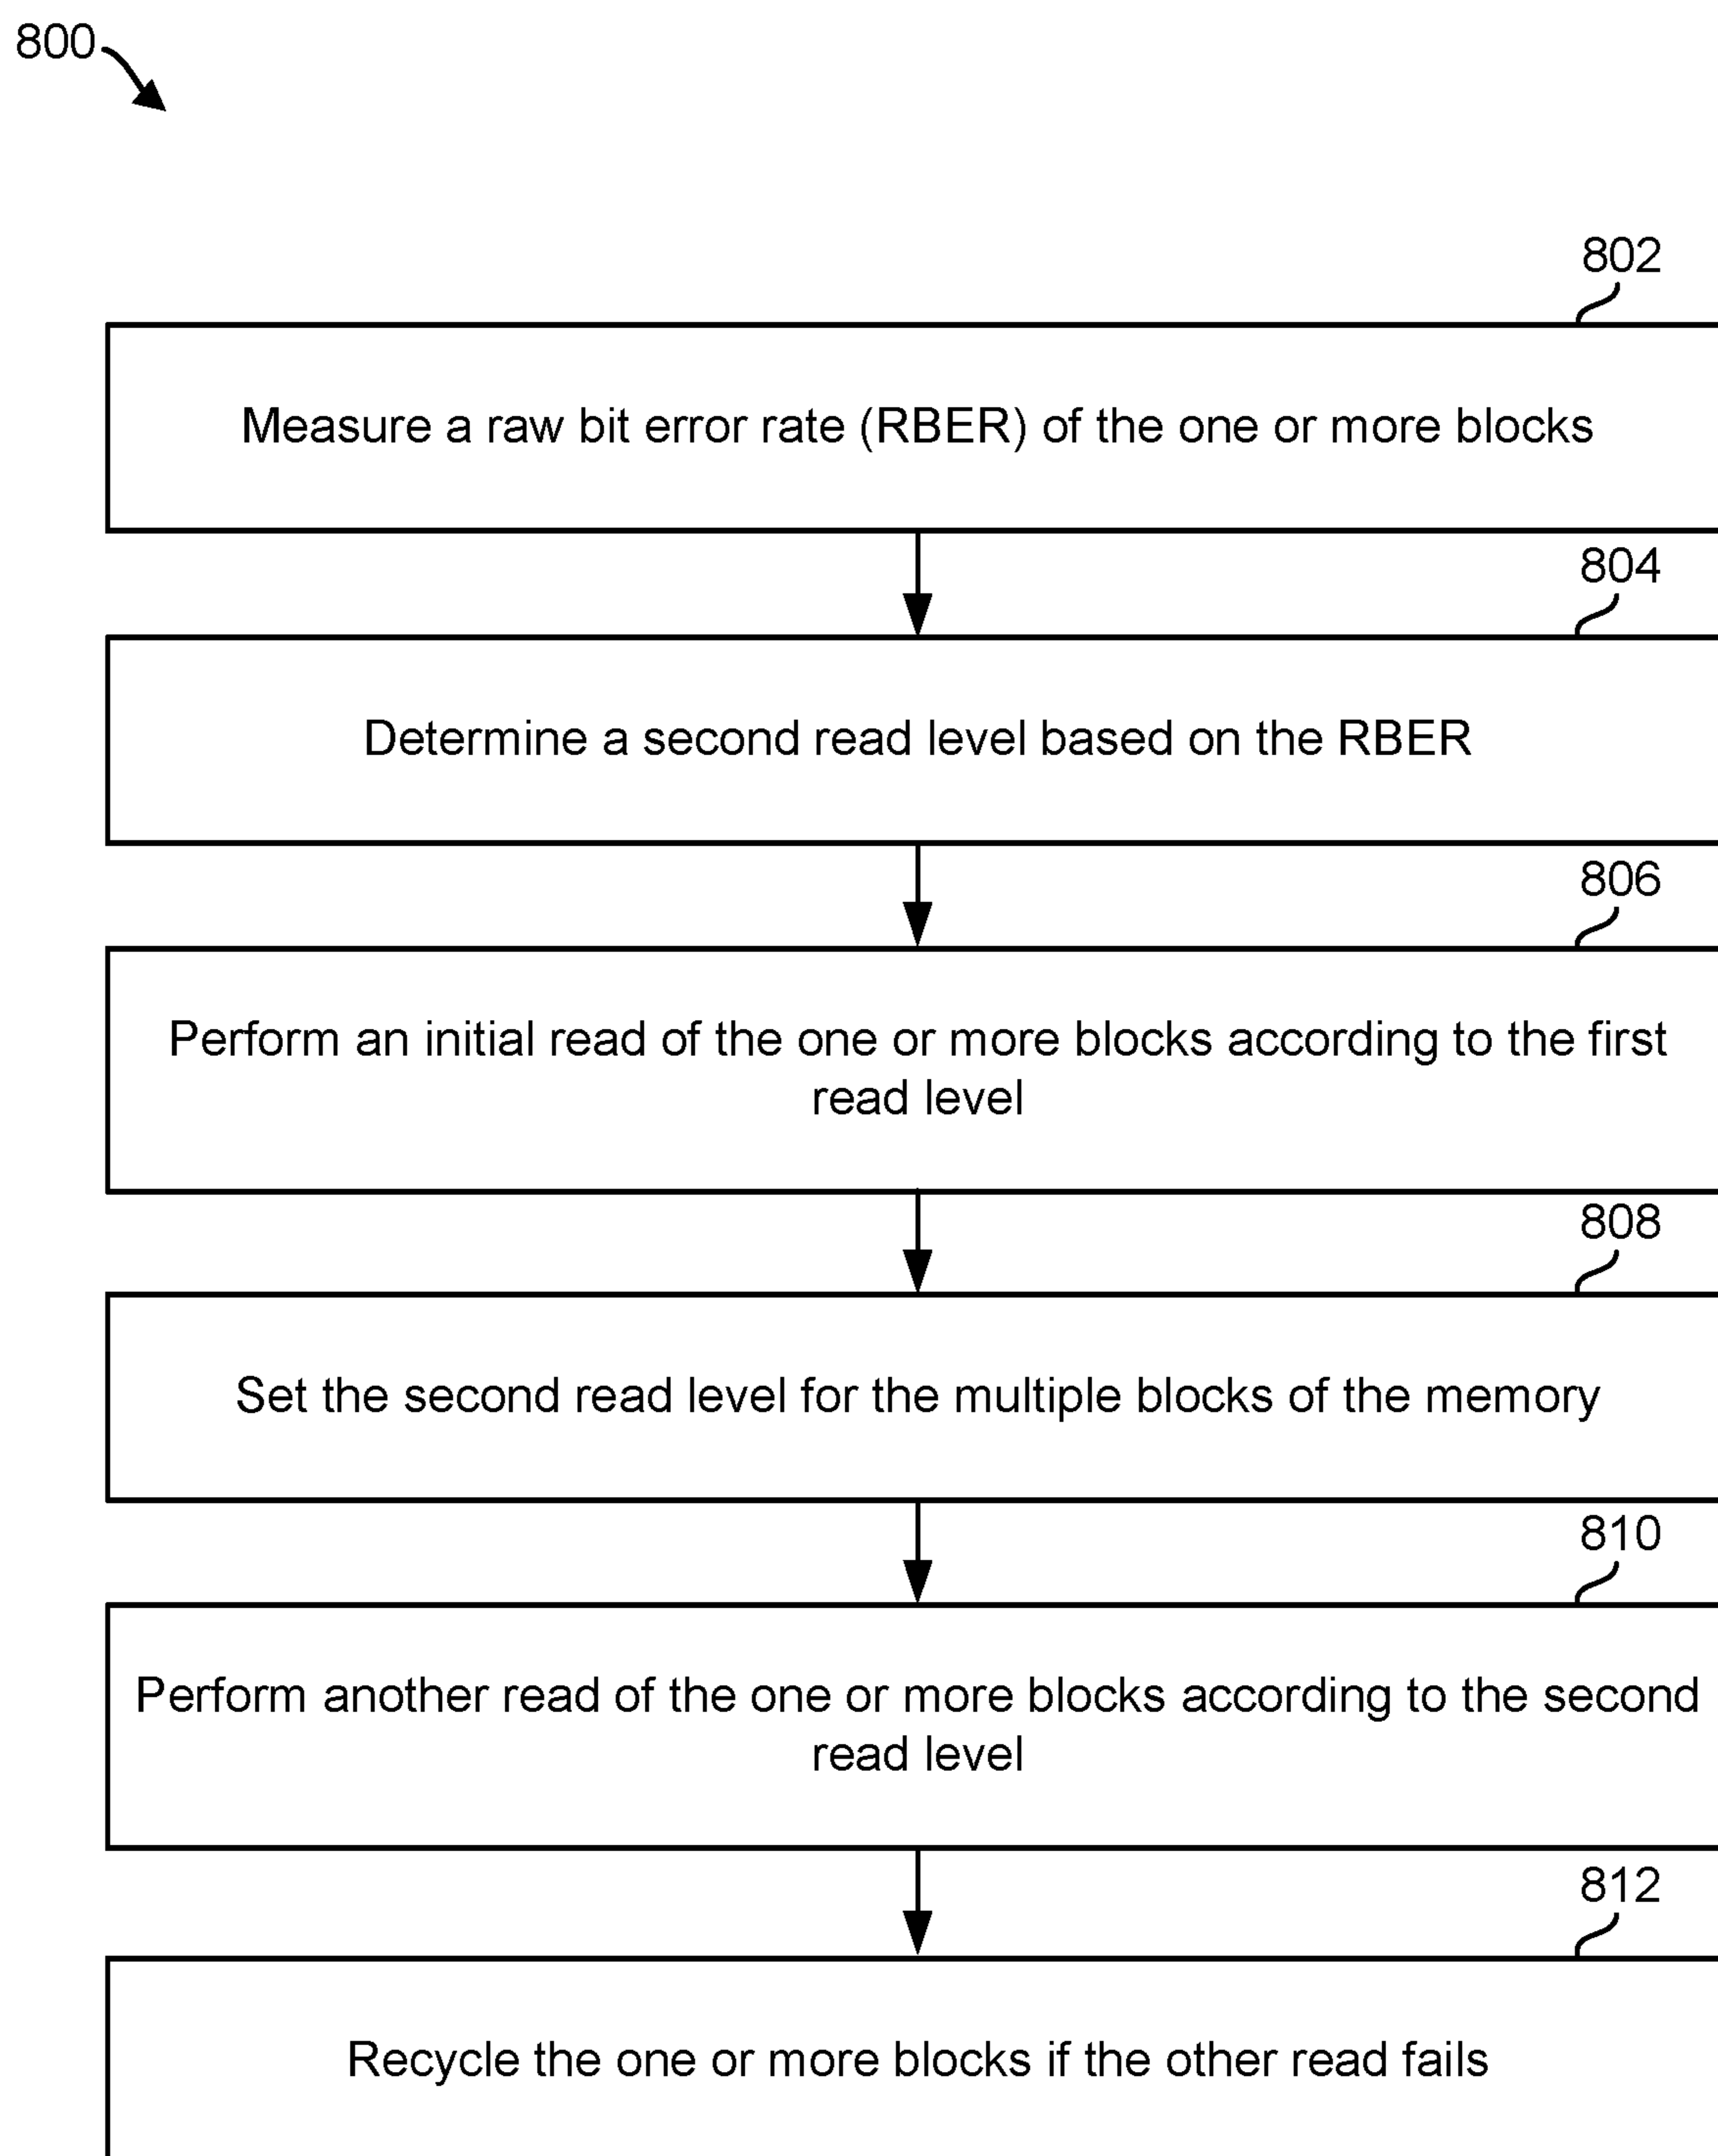 800
802
Measure a raw bit error rate (RBER) of the one or more blocks
804
Determine a second read level based on the RBER
806
Perform an initial read of the one or more blocks according to the first
read level
808
Set the second read level for the multiple blocks of the memory
810
Perform another read of the one or more blocks according to the second
read level
812
Recycle the one or more blocks if the other read fails